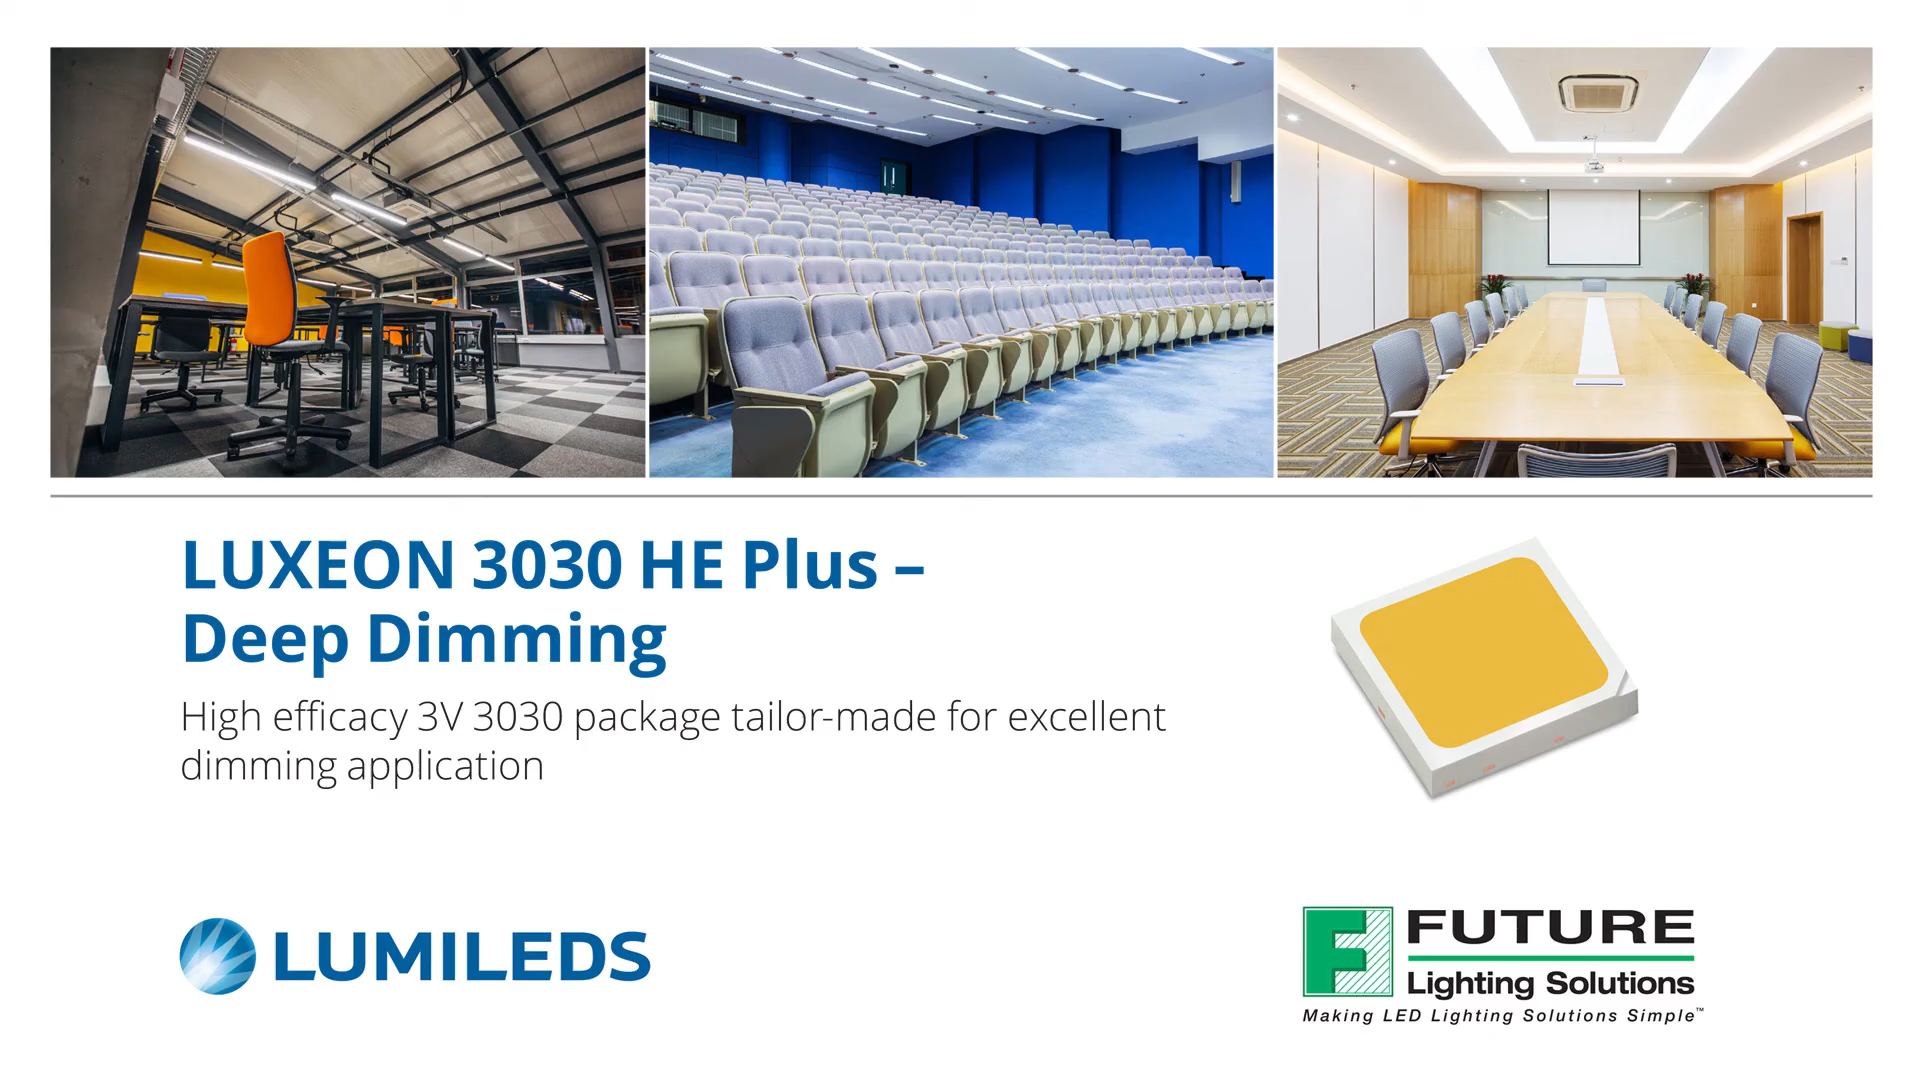 LUXEON 3030 HE Plus –
Deep Dimming
High efficacy 3V 3030 package tailor-made for excellent
dimming application
LUMILEDS
F FUTURE
Lighting Solutions
Making LED Lighting Solutions Simple™